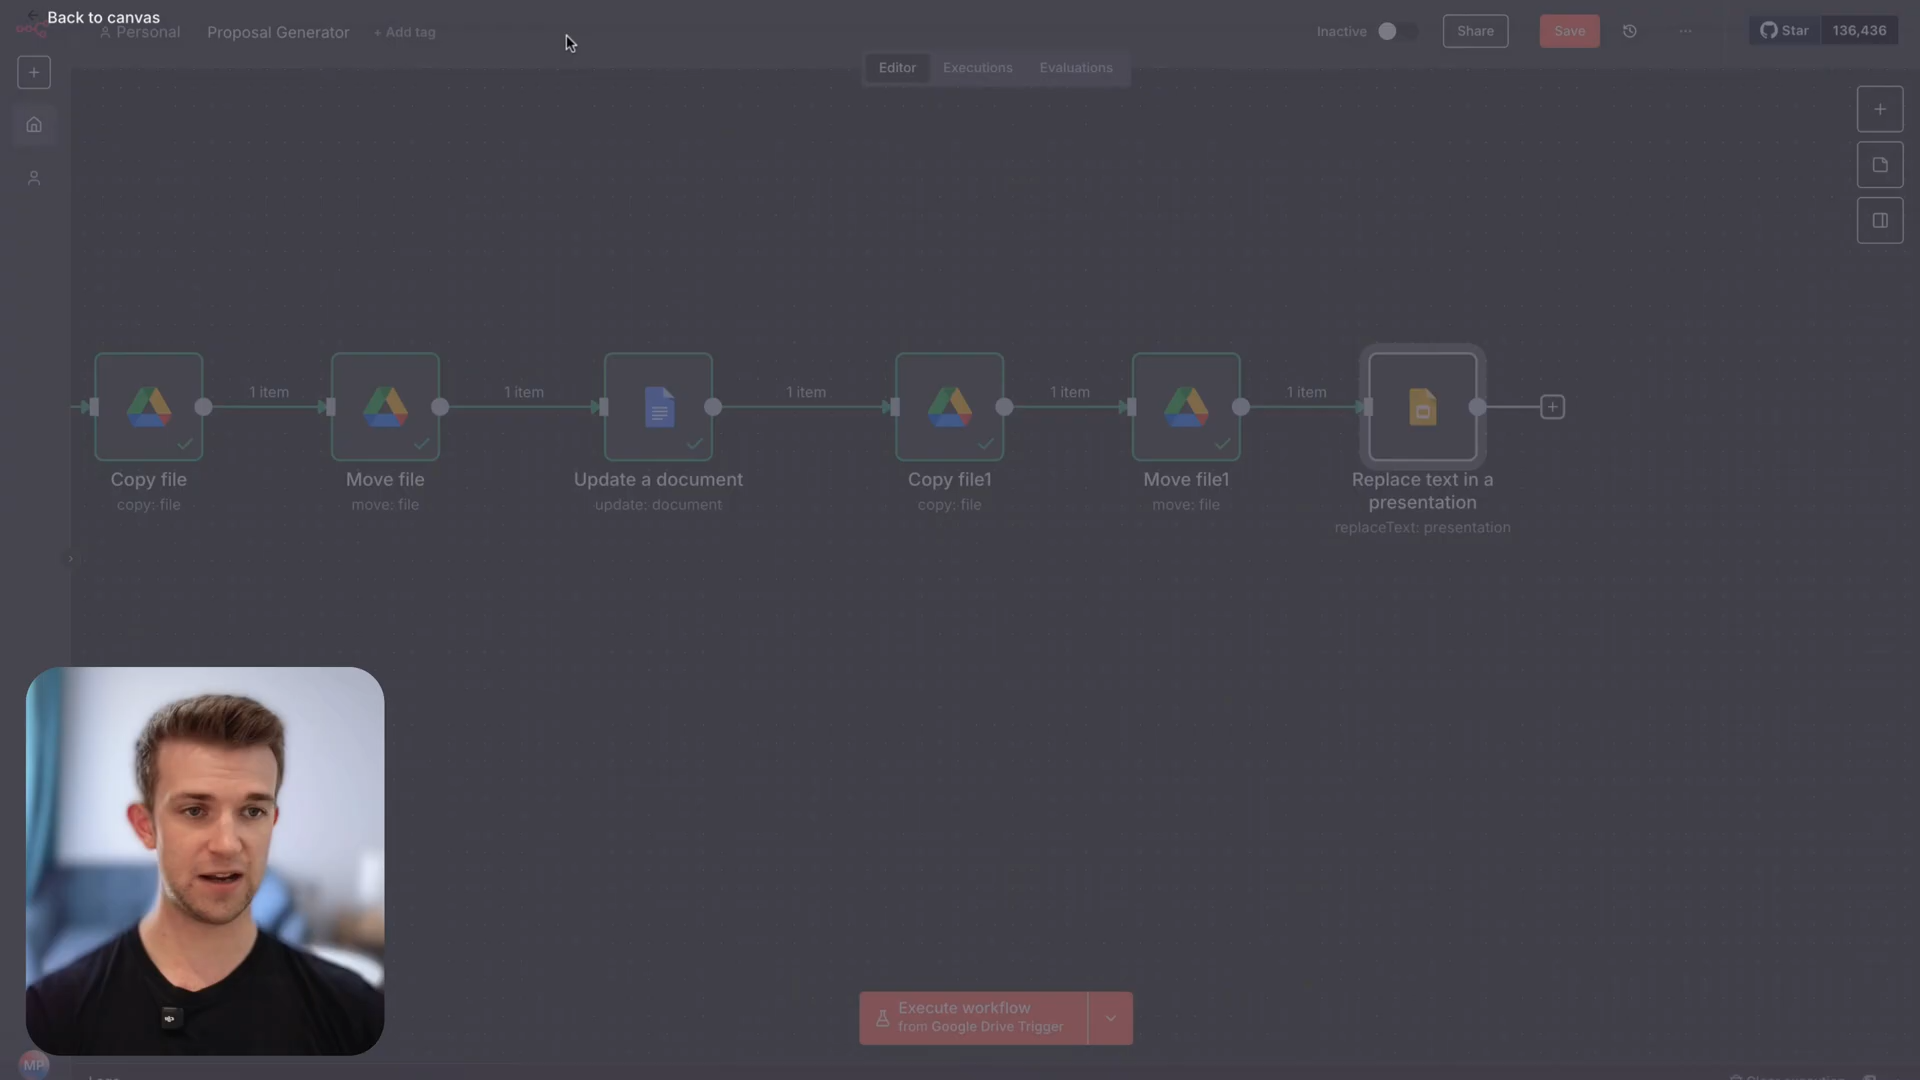 Back to canvas
Personal
Proposal Generator
+ Add tag
Inactive
Share
Save
Star
136,436
Editor
Executions
Evaluations
1 item
1 item
1 item
1 item
1 item
Copy file
copy: file
Move file
move: file
Update a document
update: document
Copy file1
copy: file
Move file1
move: file
Replace text in a
presentation
replaceText: presentation
Execute workflow
from Google Drive Trigger
MP